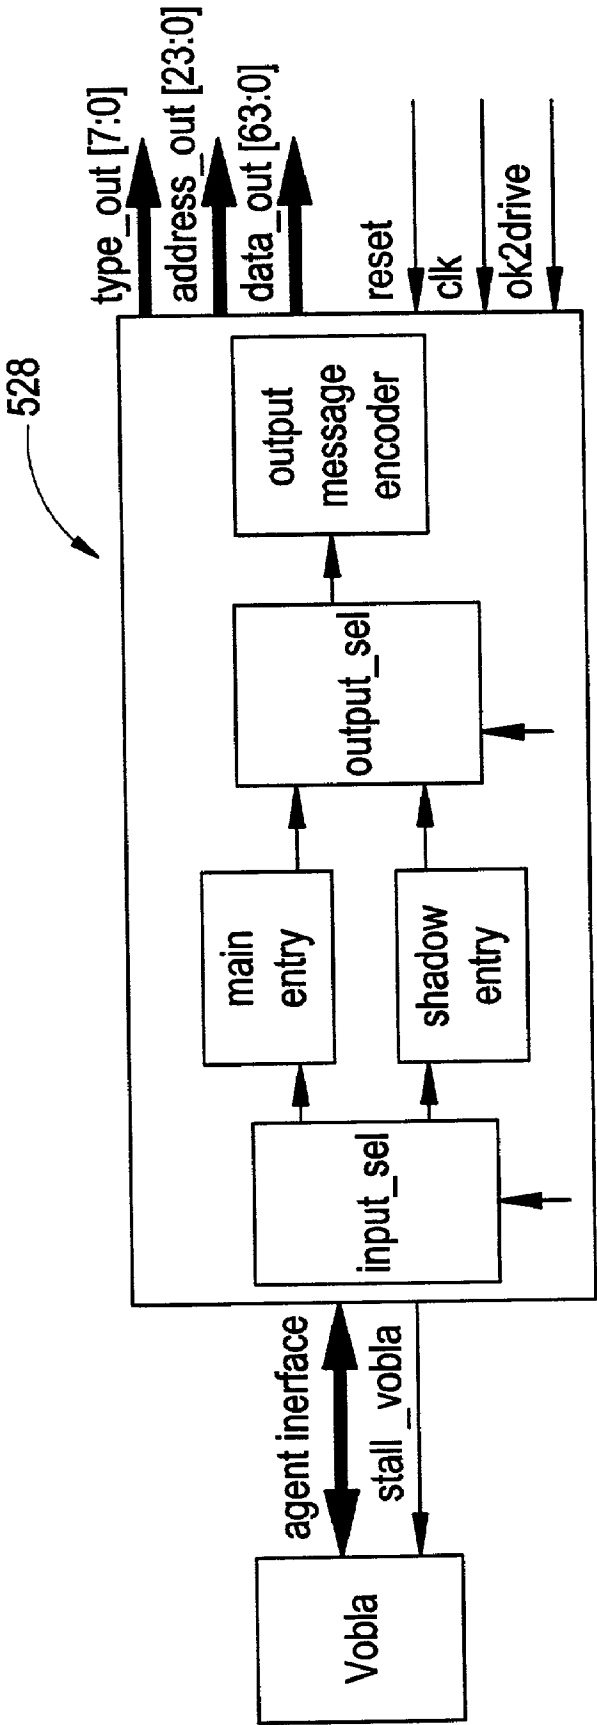 528
type_out [7:0]
address_out [23:0]
data_out [63:0]
reset
clk
ok2drive
output
message
encoder
output_sel
main
entry
shadow
entry
input_sel
agent inerface
stall_vobla
Vobla